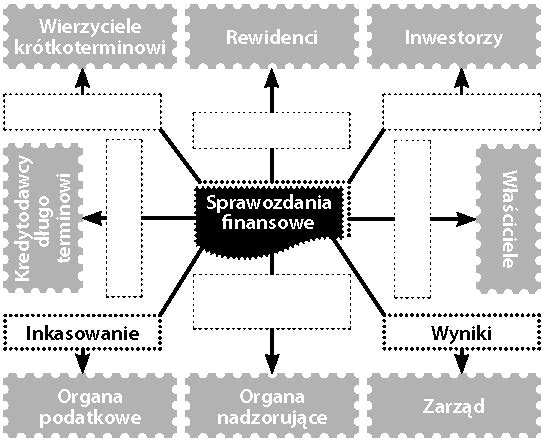 Wierzyciele
krótkoterminowi
Rewidenci
Inwestorzy
Kredytodawcy
długo
terminowi
Sprawozdania
finansowe
Właściciele
Inkasowanie
Wyniki
Organa
podatkowe
Organa
nadzorujące
Zarząd